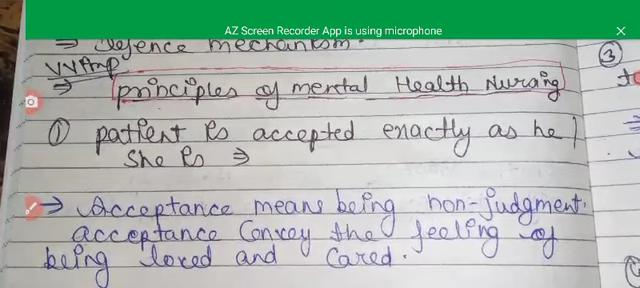 AZ Screen Recorder App is using microphone
⇒ Defence mechanism.
VVImp
⇒ principles of mental Health Nursing
① patient is accepted exactly as he /
she is ⇒
→ Acceptance means being non-judgment.
acceptance Convey the feeling of
being loved and cared.
③